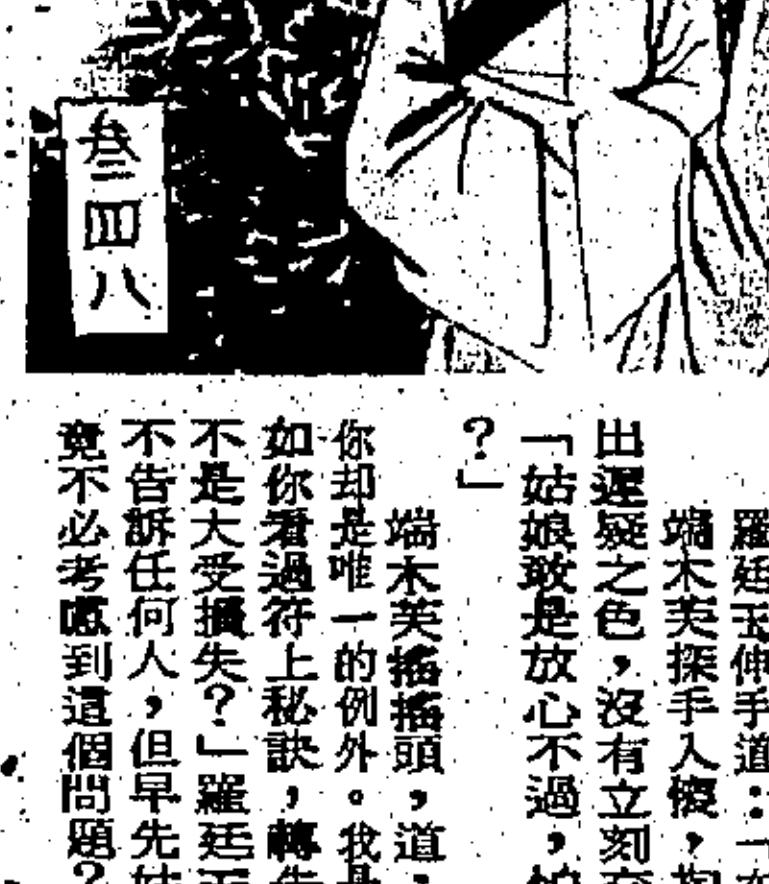 叁四八
羅廷玉伸手道：「
端木芙探手入懷，掏
出遲疑之色，沒有立刻
「姑娘敢是放心不過，怕
？」
端木芙搖搖頭，道：
你却是唯一的例外。我是
如你看過符上秘訣，轉告
不是大受損失？」羅廷玉
不告訴任何人，但早先姑
竟不必考慮到這個問題？